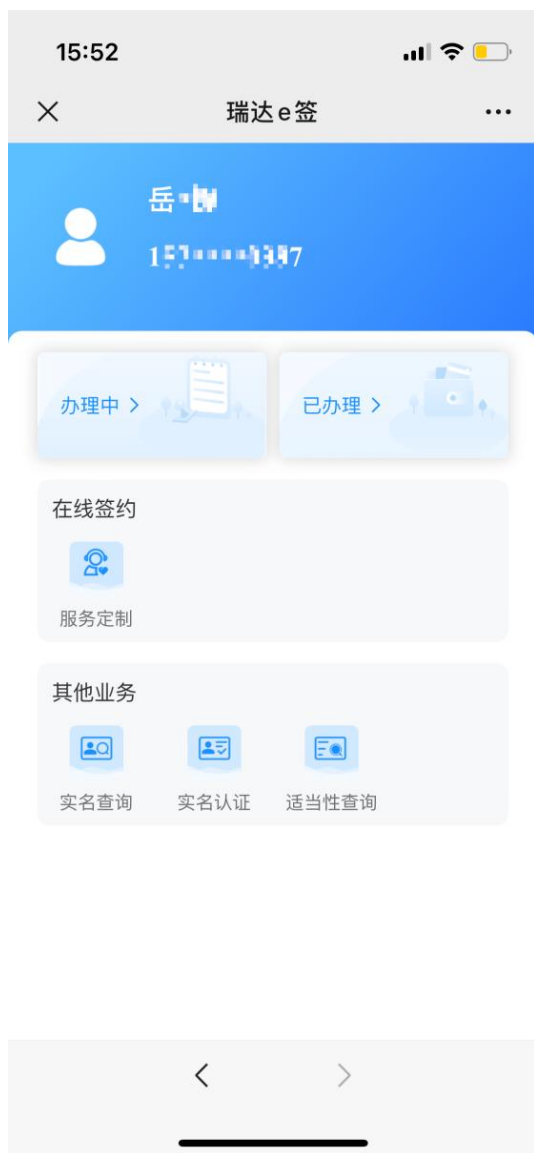 15:52
瑞达e签
岳
办理中 >
已办理 >
在线签约
服务定制
其他业务
实名查询 实名认证 适当性查询